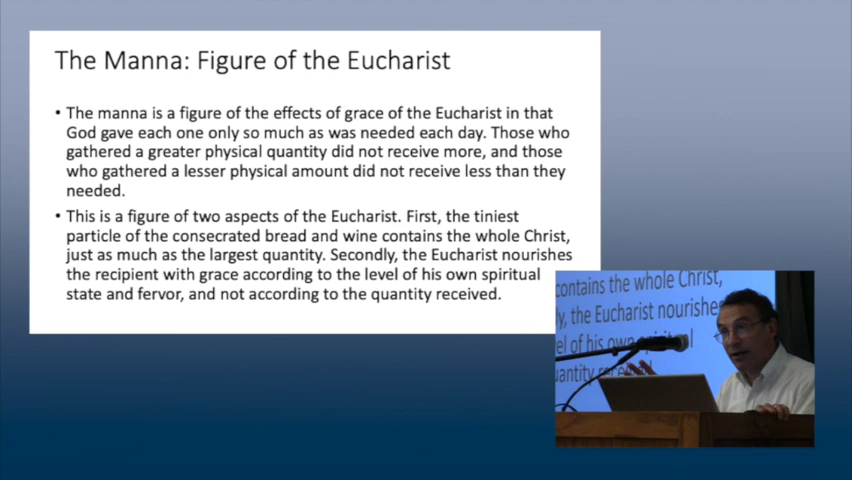 The Manna: Figure of the Eucharist
• The manna is a figure of the effects of grace of the Eucharist in that
God gave each one only so much as was needed each day. Those who
gathered a greater physical quantity did not receive more, and those
who gathered a lesser physical amount did not receive less than they
needed.
• This is a figure of two aspects of the Eucharist. First, the tiniest
particle of the consecrated bread and wine contains the whole Christ,
just as much as the largest quantity. Secondly, the Eucharist nourishes
the recipient with grace according to the level of his own spiritual
state and fervor, and not according to the quantity received.
contains the whole Christ,
the Eucharist nourishes
of his own spiritual
received.